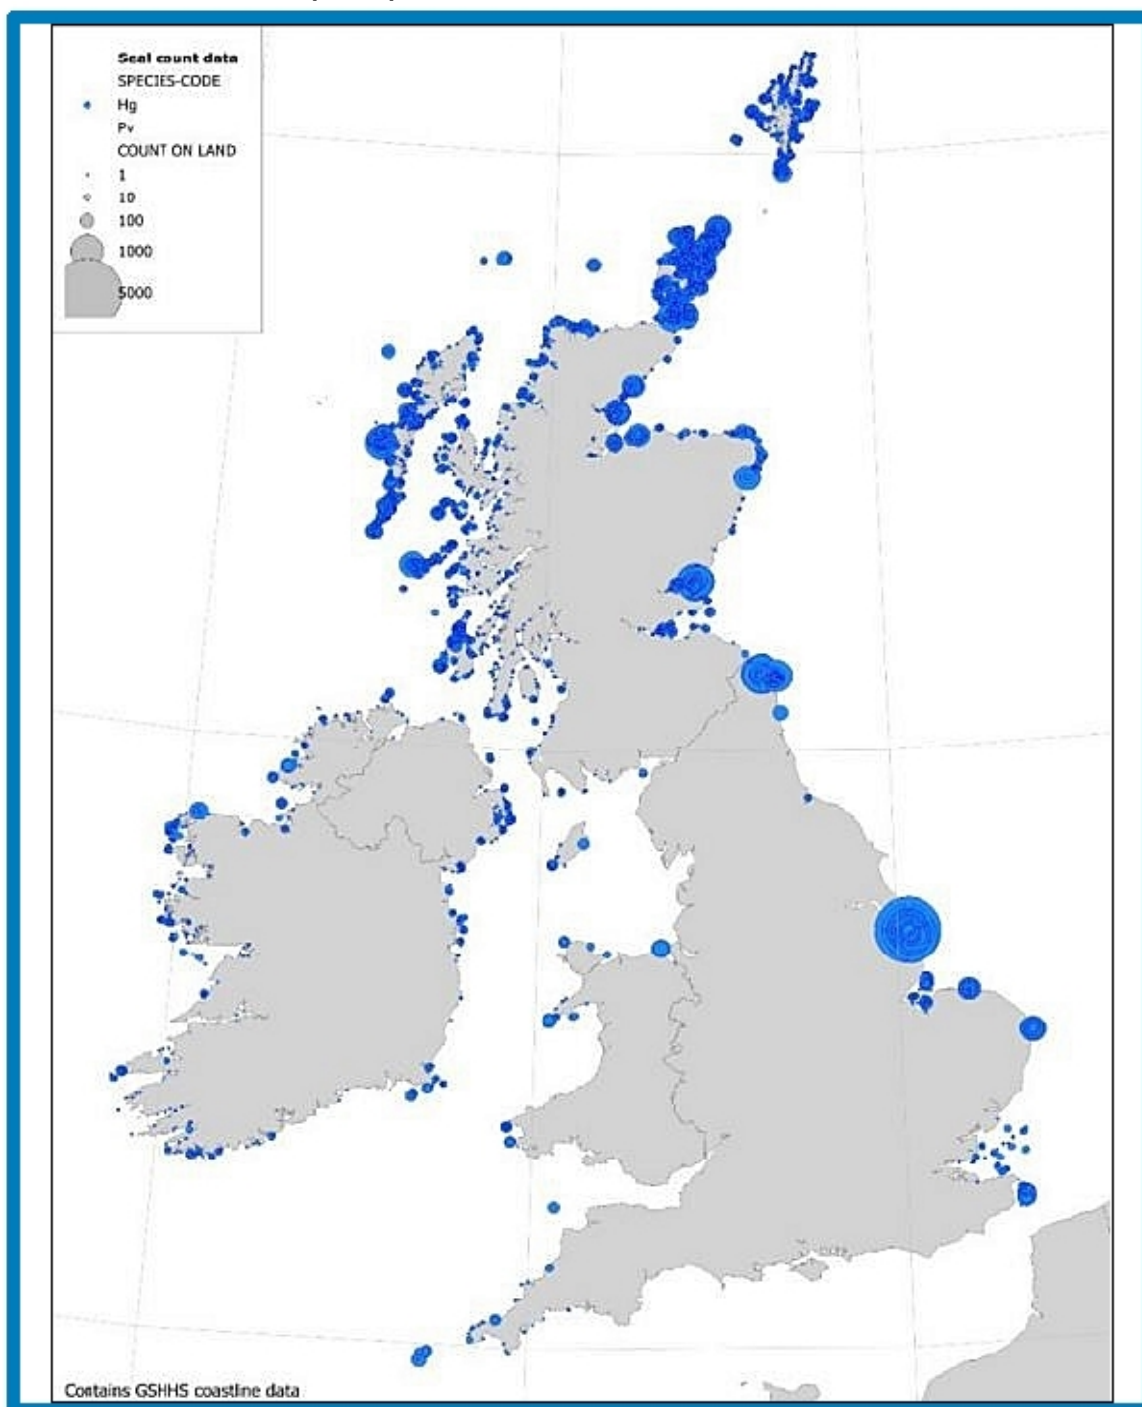 Seal count data
SPECIES-CODE
Hg
Pv
COUNT ON LAND
1
10
100
1000
5000
Contains GSHHS coastline data